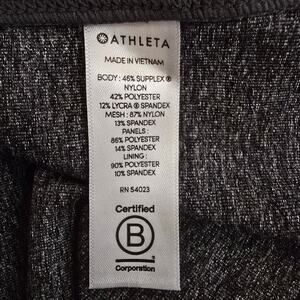 ATHLETA
MADE IN VIETNAM
BODY : 46% SUPPLEX ®
NYLON
42% POLYESTER
12% LYCRA ® SPANDEX
MESH : 87% NYLON
13% SPANDEX
PANELS :
86% POLYESTER
14% SPANDEX
LINING :
90% POLYESTER
10% SPANDEX
RN 54023
Certified
B
Corporation